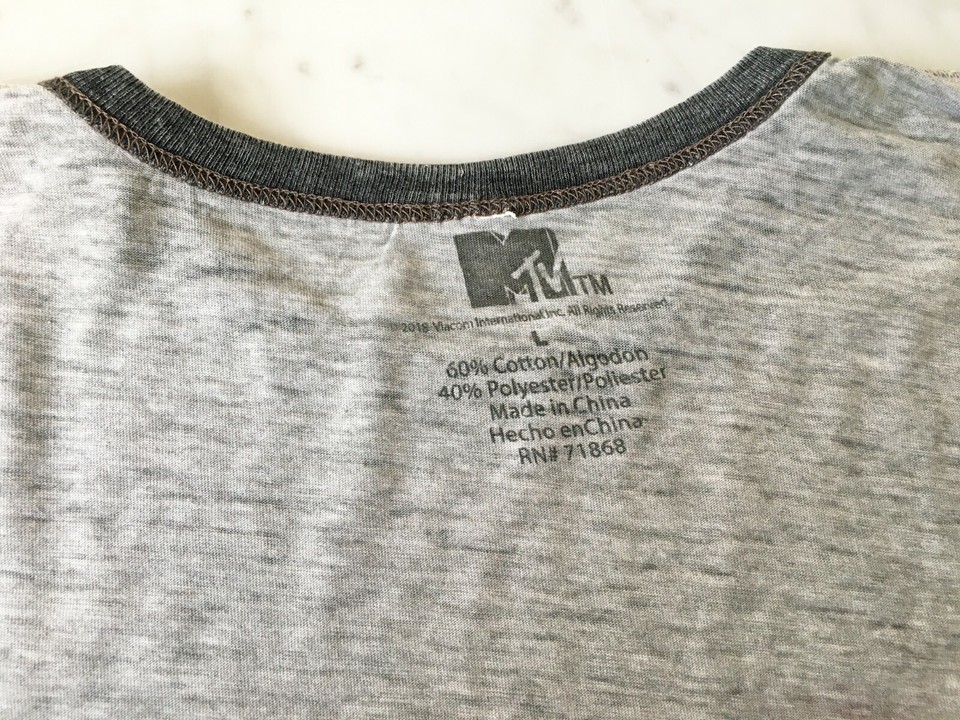 MTV TM
2018 Viacom International Inc. All Rights Reserved
L
60% Cotton/Algodon
40% Polyester/Poliester
Made in China
Hecho enChina
RN# 71868